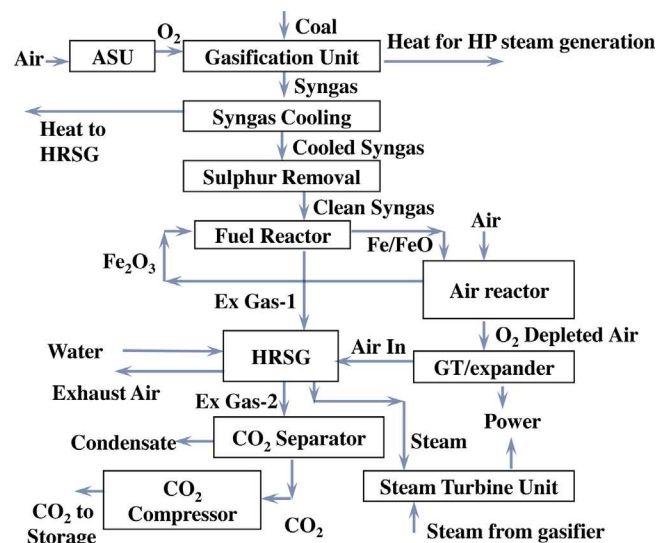 Coal
O₂
Air
ASU
Gasification Unit
Heat for HP steam generation
Syngas
Syngas Cooling
Heat to
HRSG
Cooled Syngas
Sulphur Removal
Clean Syngas
Fuel Reactor
Fe/FeO
Air
Fe₂O₃
Air reactor
Ex Gas-1
O₂ Depleted Air
Water
HRSG
Air In
GT/expander
Exhaust Air
Ex Gas-2
Power
Condensate
CO₂ Separator
Steam
CO₂
Compressor
Steam Turbine Unit
CO₂ to
Storage
CO₂
Steam from gasifier